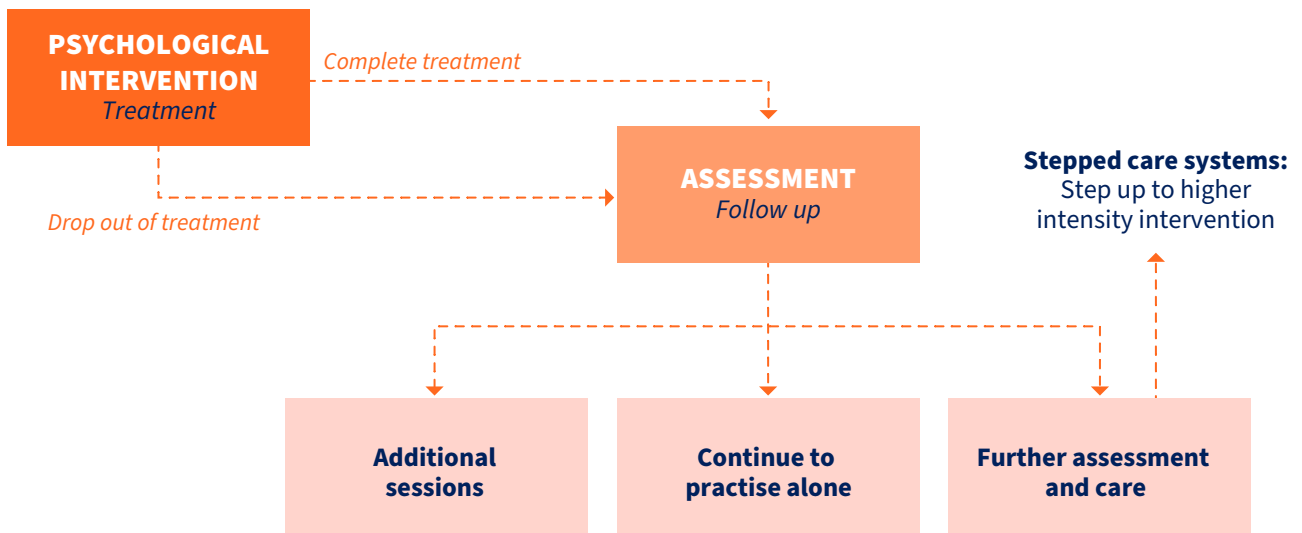 PSYCHOLOGICAL
INTERVENTION
Treatment
Complete treatment
Drop out of treatment
ASSESSMENT
Follow up
Stepped care systems:
Step up to higher
intensity intervention
Additional
sessions
Continue to
practise alone
Further assessment
and care